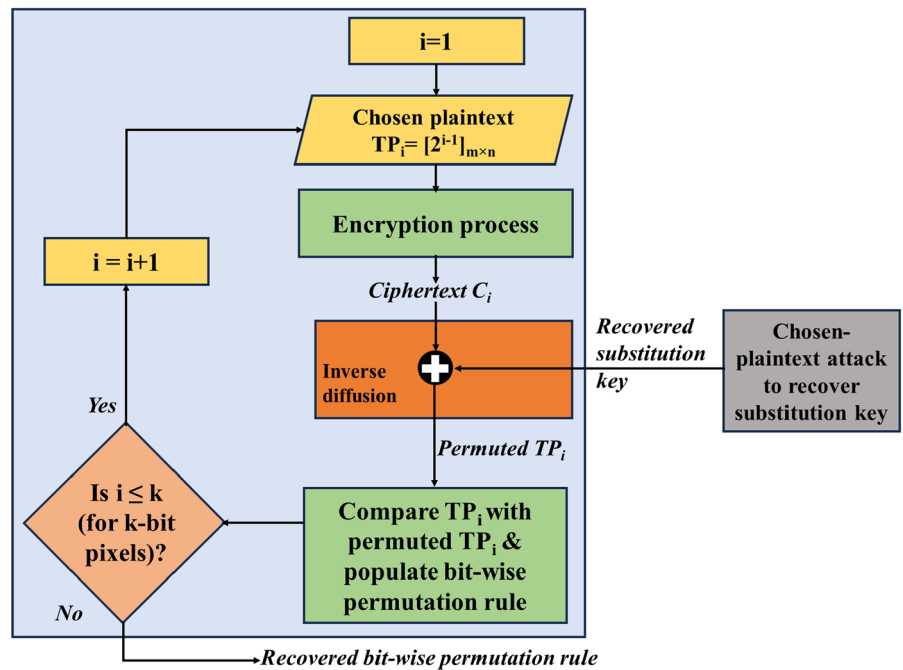 i=1
Chosen plaintext
TPᵢ= [2ⁱ⁻¹]ₘₓₙ
Encryption process
i = i+1
Ciphertext Cᵢ
Recovered
substitution
key
Chosen-
plaintext attack
to recover
substitution key
Inverse
diffusion
Yes
Permuted TPᵢ
Is i ≤ k
(for k-bit
pixels)?
Compare TPᵢ with
permuted TPᵢ &
populate bit-wise
permutation rule
No
Recovered bit-wise permutation rule